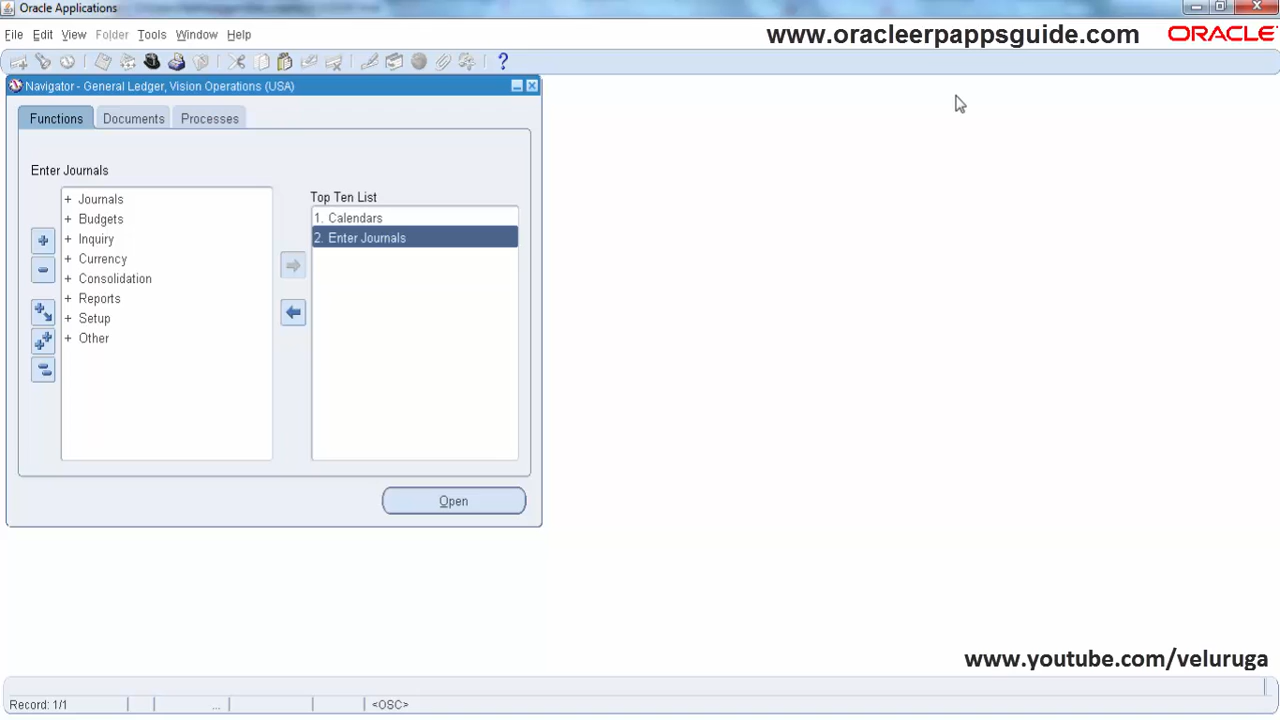 Oracle Applications
File Edit View Folder Tools Window Help
www.oracleerpappsguide.com ORACLE
Navigator - General Ledger, Vision Operations (USA)
Functions Documents Processes
Enter Journals
Top Ten List
+ Journals
+ Budgets
+ Inquiry
+ Currency
+ Consolidation
+ Reports
+ Setup
+ Other
1. Calendars
2. Enter Journals
Open
www.youtube.com/veluruga
Record: 1/1 ... <OSC>